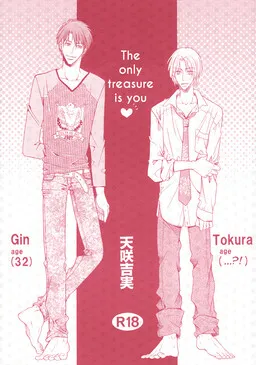 The
only
treasure
is you
♥
Gin
age
(32)
Tokura
age
(...?!)
天咲吉実
R18